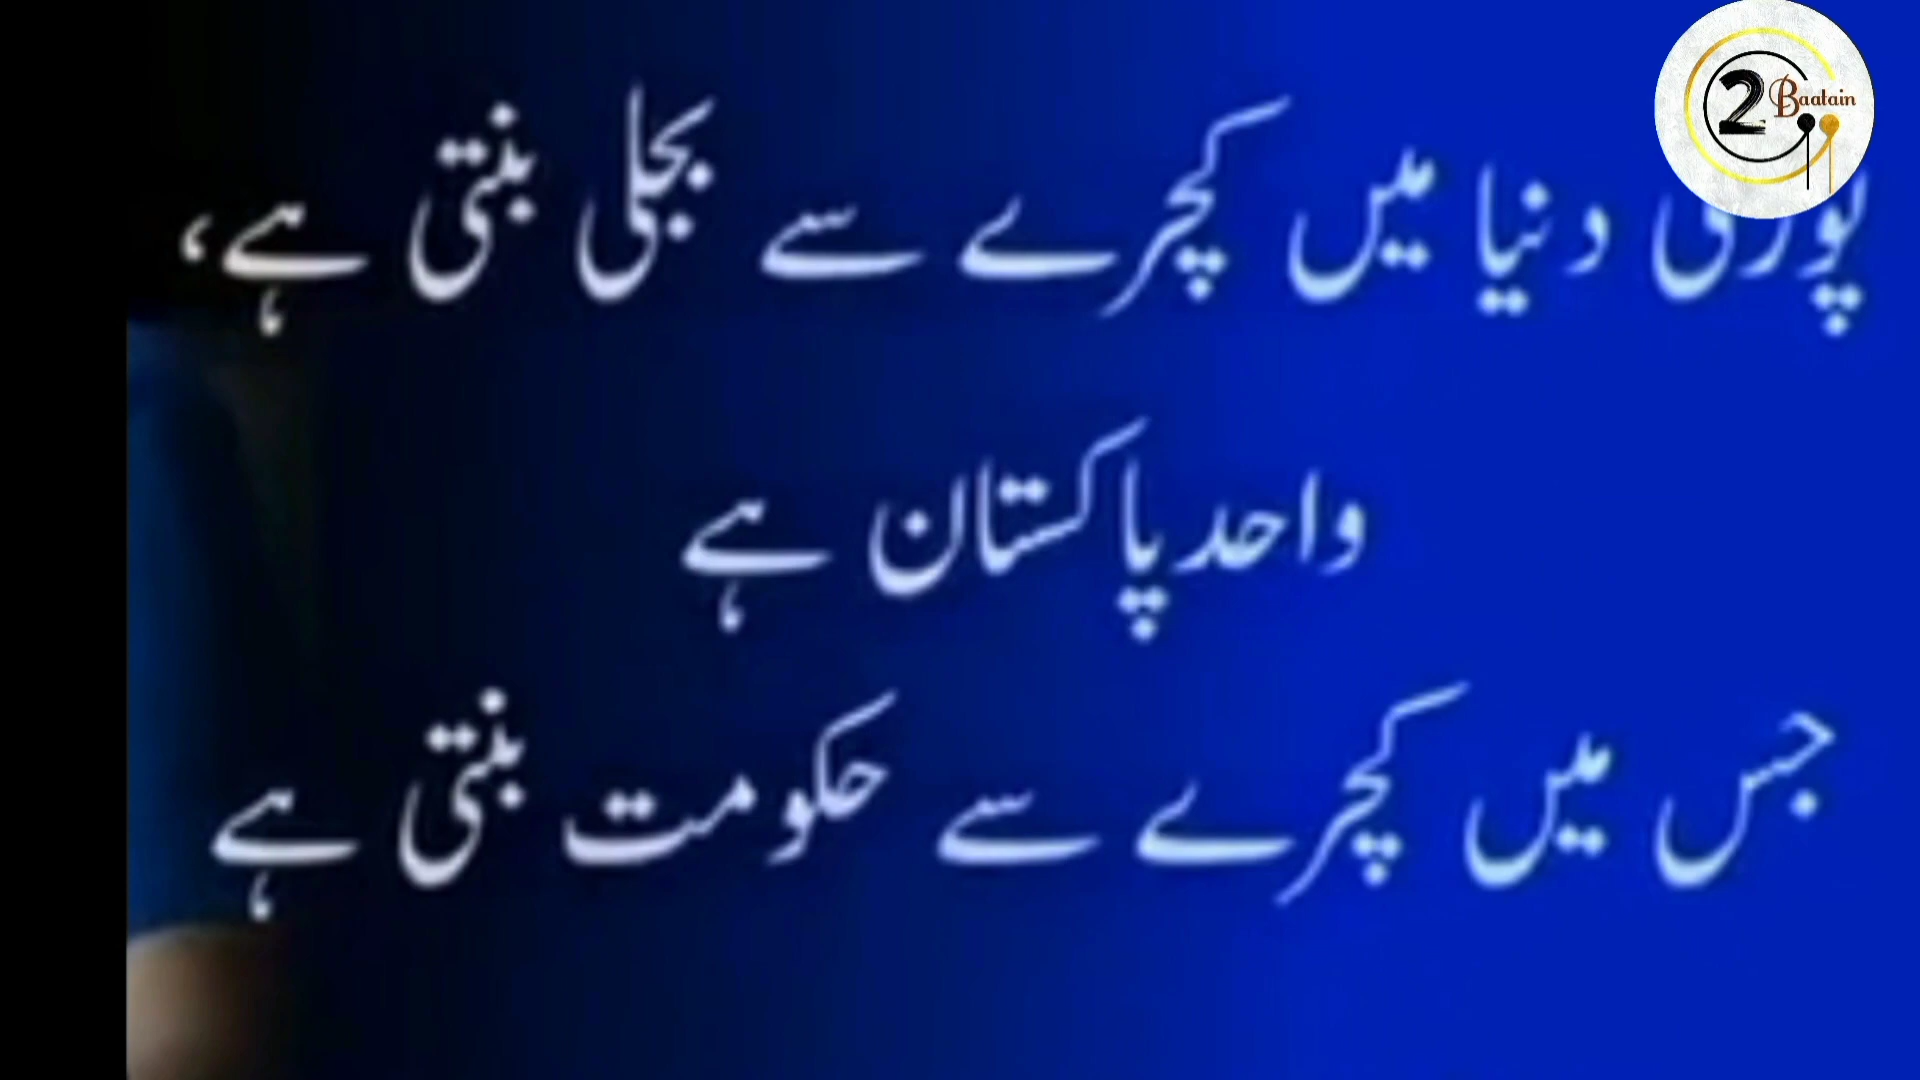 2 Baatain
پوری دنیا میں کچرے سے بجلی بنتی ہے،
واحد پاکستان ہے
جس میں کچرے سے حکومت بنتی ہے